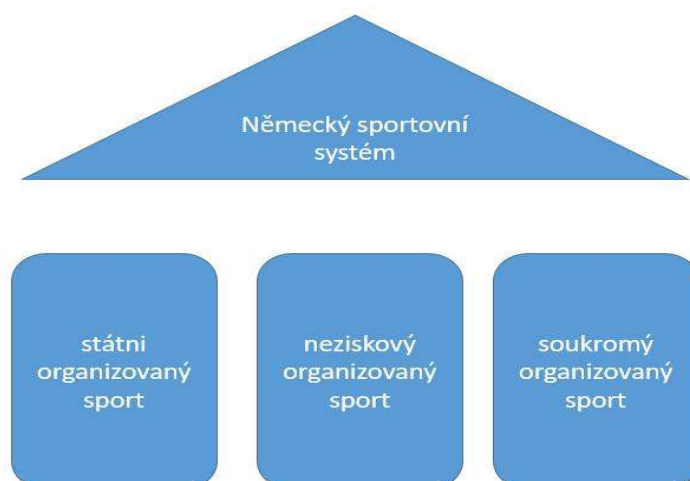 Německý sportovní
systém
státni
organizovaný
sport
neziskový
organizovaný
sport
soukromý
organizovaný
sport